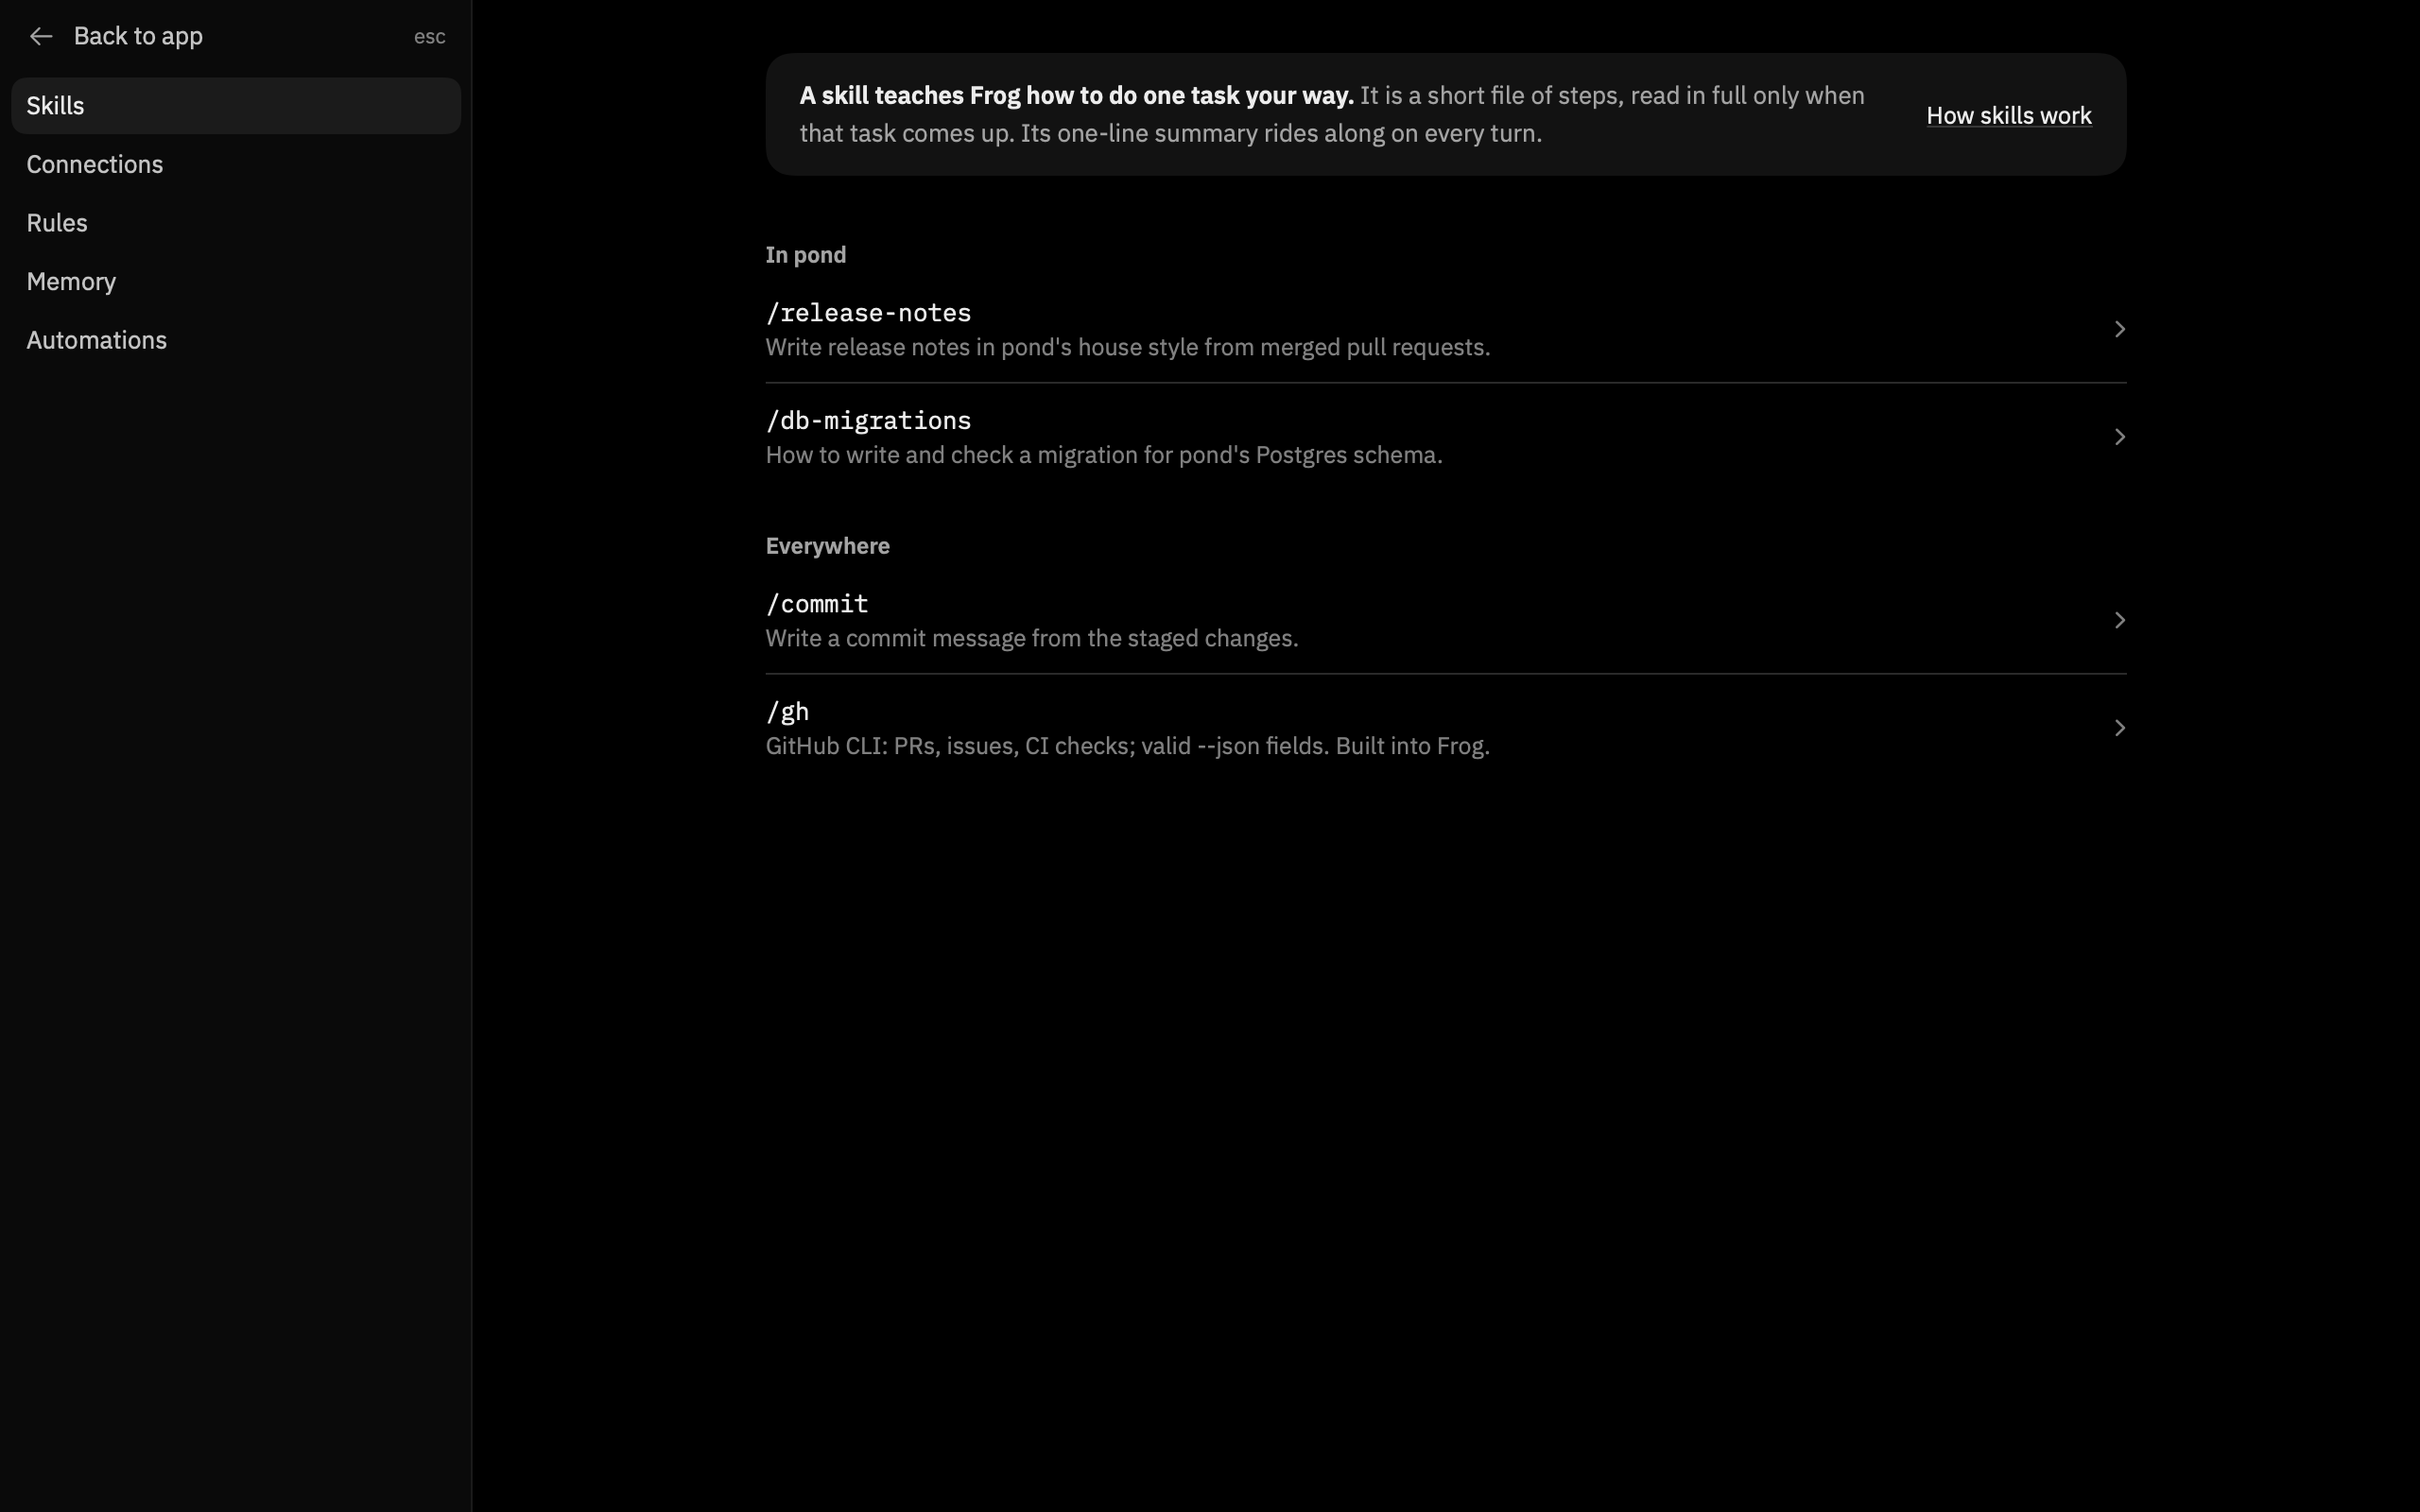 Back to app esc
Skills
Connections
Rules
Memory
Automations
A skill teaches Frog how to do one task your way. It is a short file of steps, read in full only when
that task comes up. Its one-line summary rides along on every turn.
How skills work
In pond
/release-notes
Write release notes in pond's house style from merged pull requests.
/db-migrations
How to write and check a migration for pond's Postgres schema.
Everywhere
/commit
Write a commit message from the staged changes.
/gh
GitHub CLI: PRs, issues, CI checks; valid --json fields. Built into Frog.